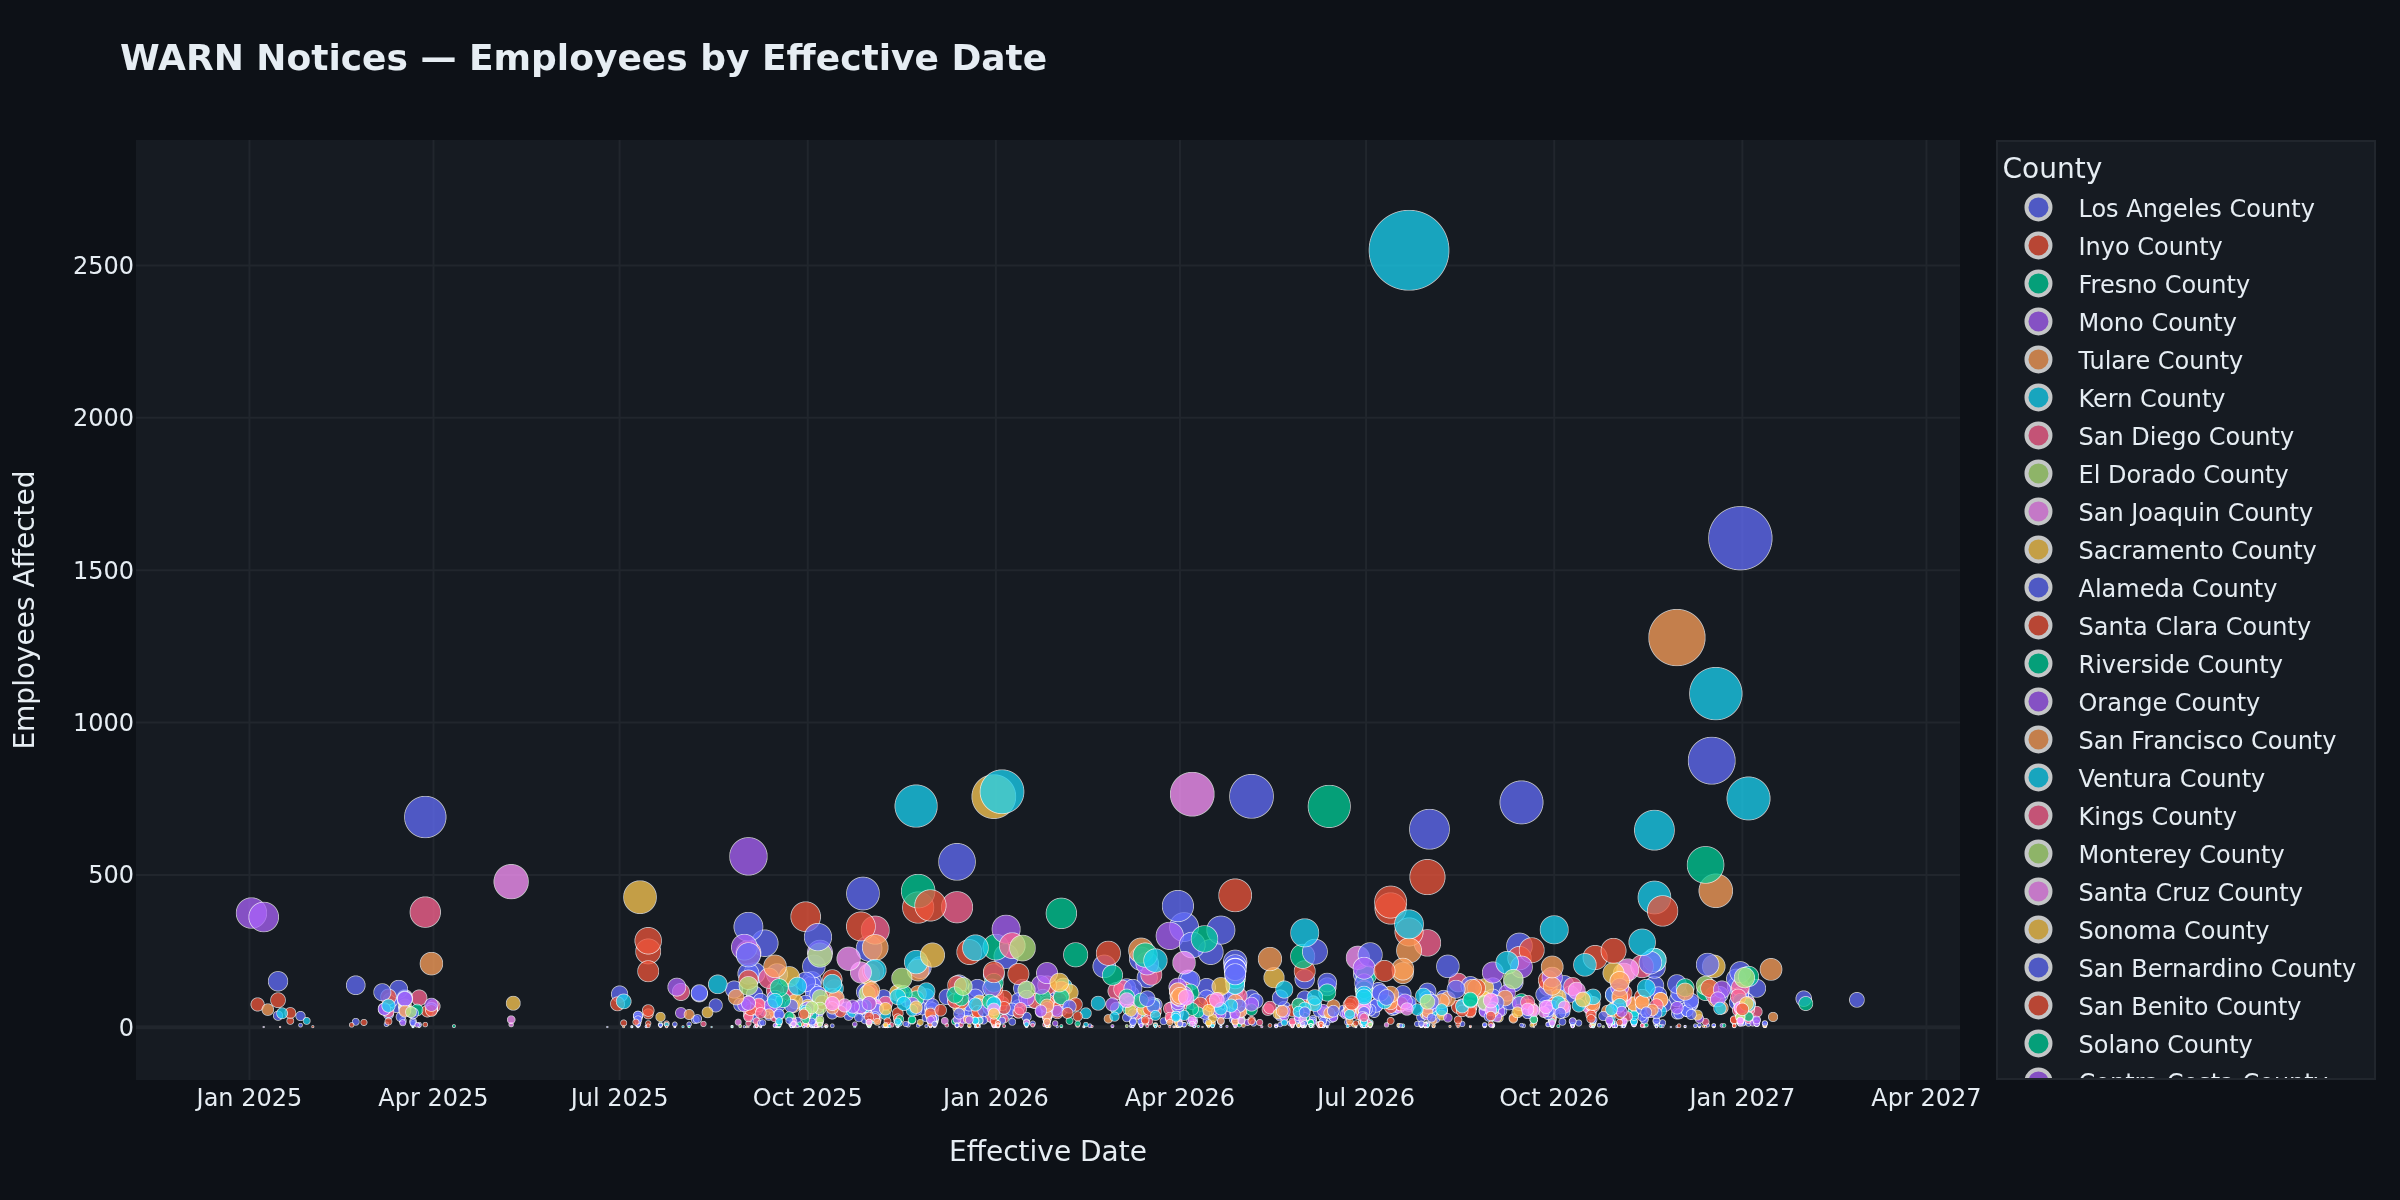 WARN Notices — Employees by Effective Date
Employees Affected
2500
2000
1500
1000
500
0
Jan 2025
Apr 2025
Jul 2025
Oct 2025
Jan 2026
Apr 2026
Jul 2026
Oct 2026
Jan 2027
Apr 2027
Effective Date
County
Los Angeles County
Inyo County
Fresno County
Mono County
Tulare County
Kern County
San Diego County
El Dorado County
San Joaquin County
Sacramento County
Alameda County
Santa Clara County
Riverside County
Orange County
San Francisco County
Ventura County
Kings County
Monterey County
Santa Cruz County
Sonoma County
San Bernardino County
San Benito County
Solano County
Contra Costa County